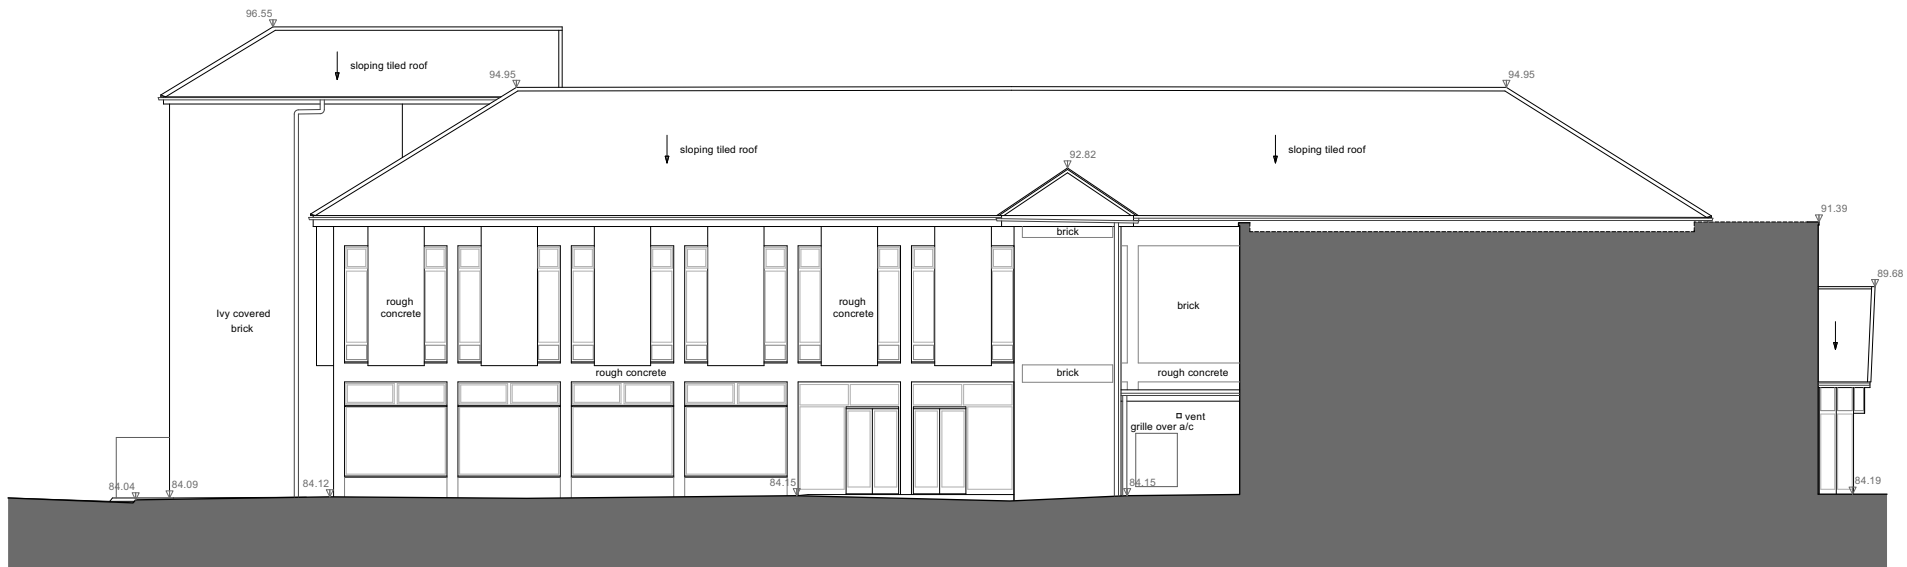 96.55
sloping tiled roof
94.95
94.95
sloping tiled roof
92.82
sloping tiled roof
91.39
brick
89.68
rough
concrete
rough
concrete
brick
Ivy covered
brick
rough concrete
brick
rough concrete
vent
grille over a/c
84.04
84.09
84.12
84.15
84.15
84.19